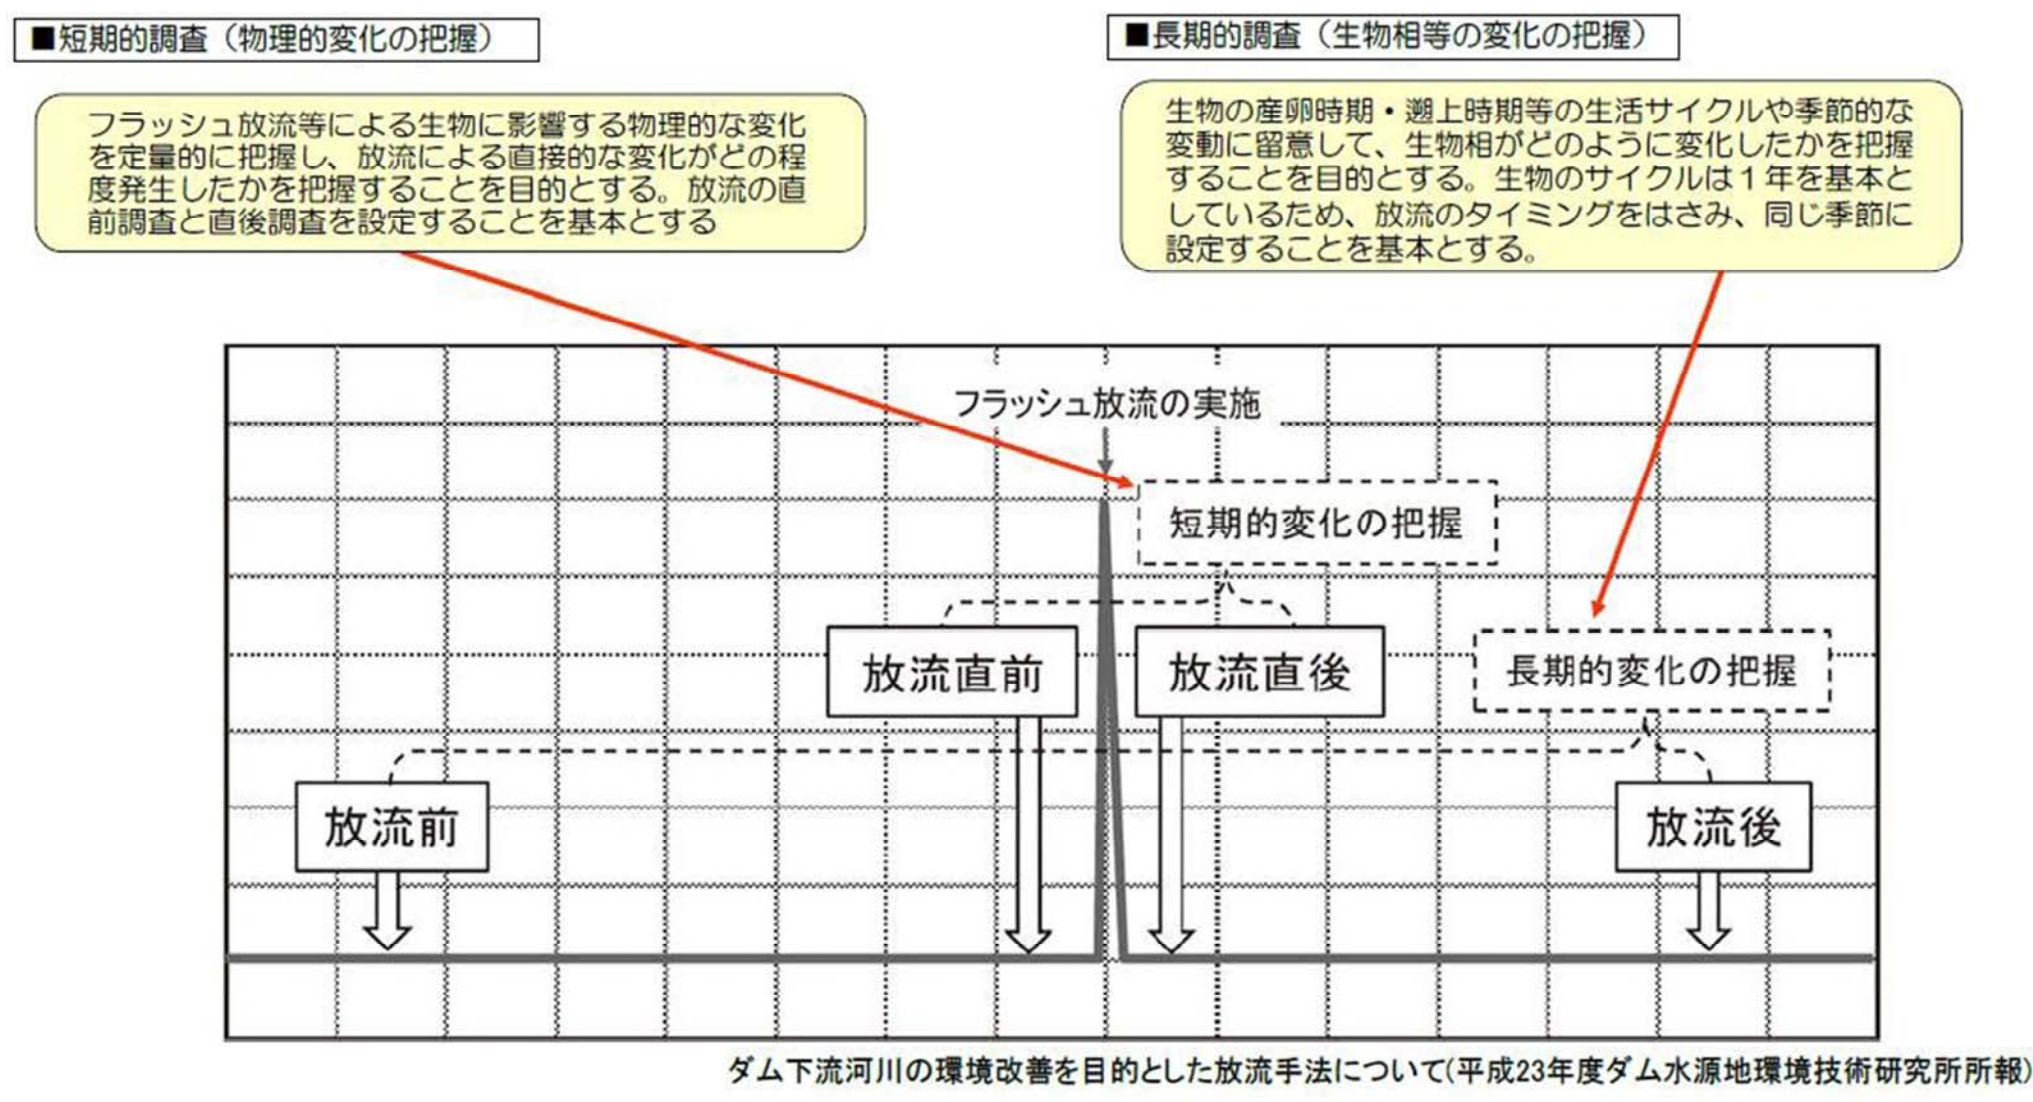 ■短期的調査（物理的変化の把握）
フラッシュ放流等による生物に影響する物理的な変化
を定量的に把握し、放流による直接的な変化がどの程
度発生したかを把握することを目的とする。放流の直
前調査と直後調査を設定することを基本とする
■長期的調査（生物相等の変化の把握）
生物の産卵時期・遡上時期等の生活サイクルや季節的な
変動に留意して、生物相がどのように変化したかを把握
することを目的とする。生物のサイクルは１年を基本と
しているため、放流のタイミングをはさみ、同じ季節に
設定することを基本とする。
フラッシュ放流の実施
短期的変化の把握
放流直前
放流直後
長期的変化の把握
放流前
放流後
ダム下流河川の環境改善を目的とした放流手法について(平成23年度ダム水源地環境技術研究所所報)